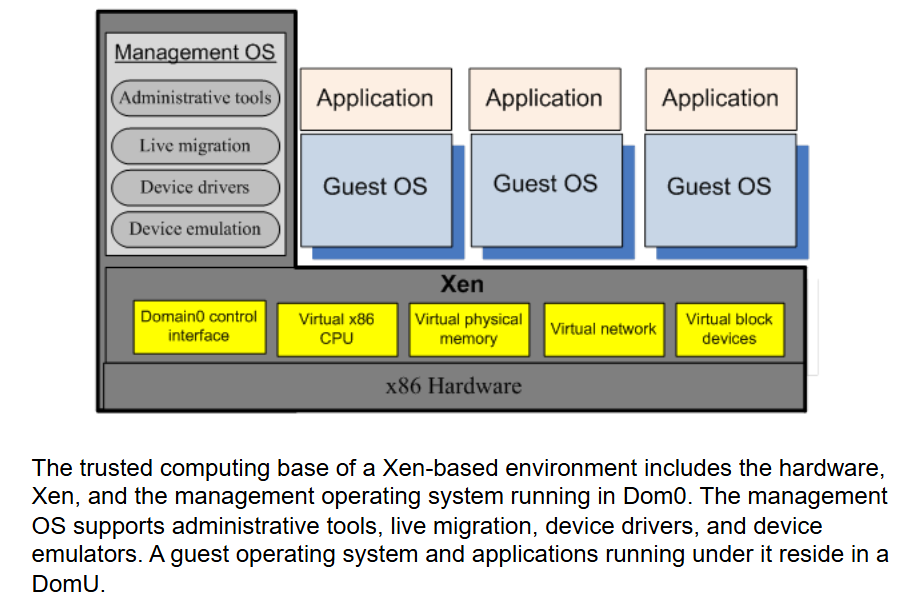 Management OS
Administrative tools
Live migration
Device drivers
Device emulation
Application
Guest OS
Application
Guest OS
Application
Guest OS
Xen
Domain0 control
interface
Virtual x86
CPU
Virtual physical
memory
Virtual network
Virtual block
devices
x86 Hardware
The trusted computing base of a Xen-based environment includes the hardware,
Xen, and the management operating system running in Dom0. The management
OS supports administrative tools, live migration, device drivers, and device
emulators. A guest operating system and applications running under it reside in a
DomU.